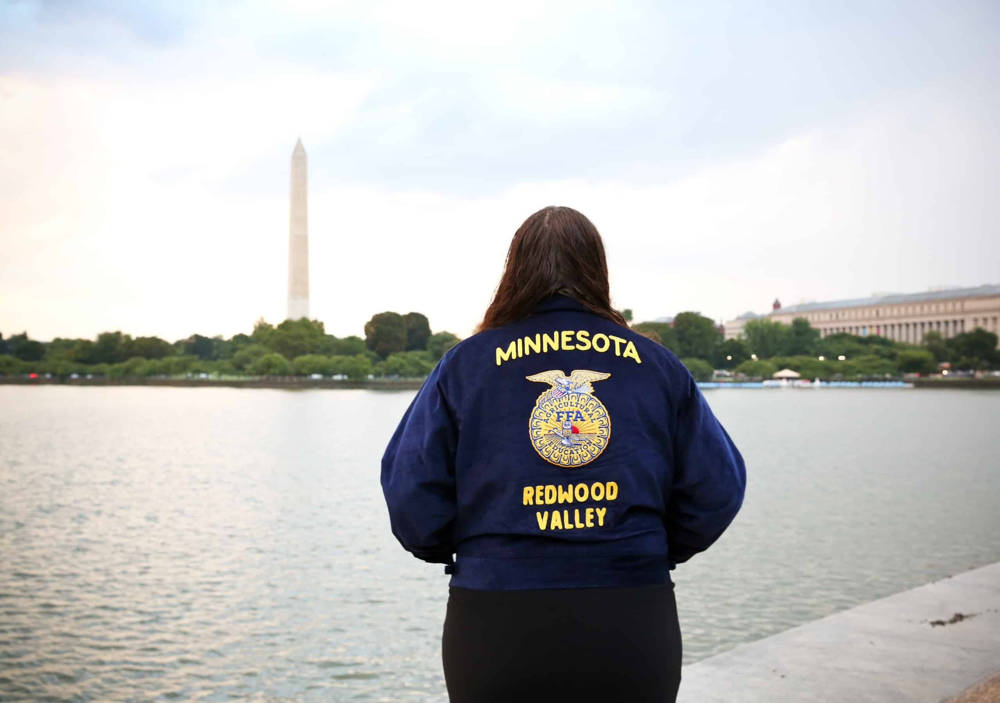 MINNESOTA
AGRICULTURAL
FFA
EDUCATION
REDWOOD
VALLEY